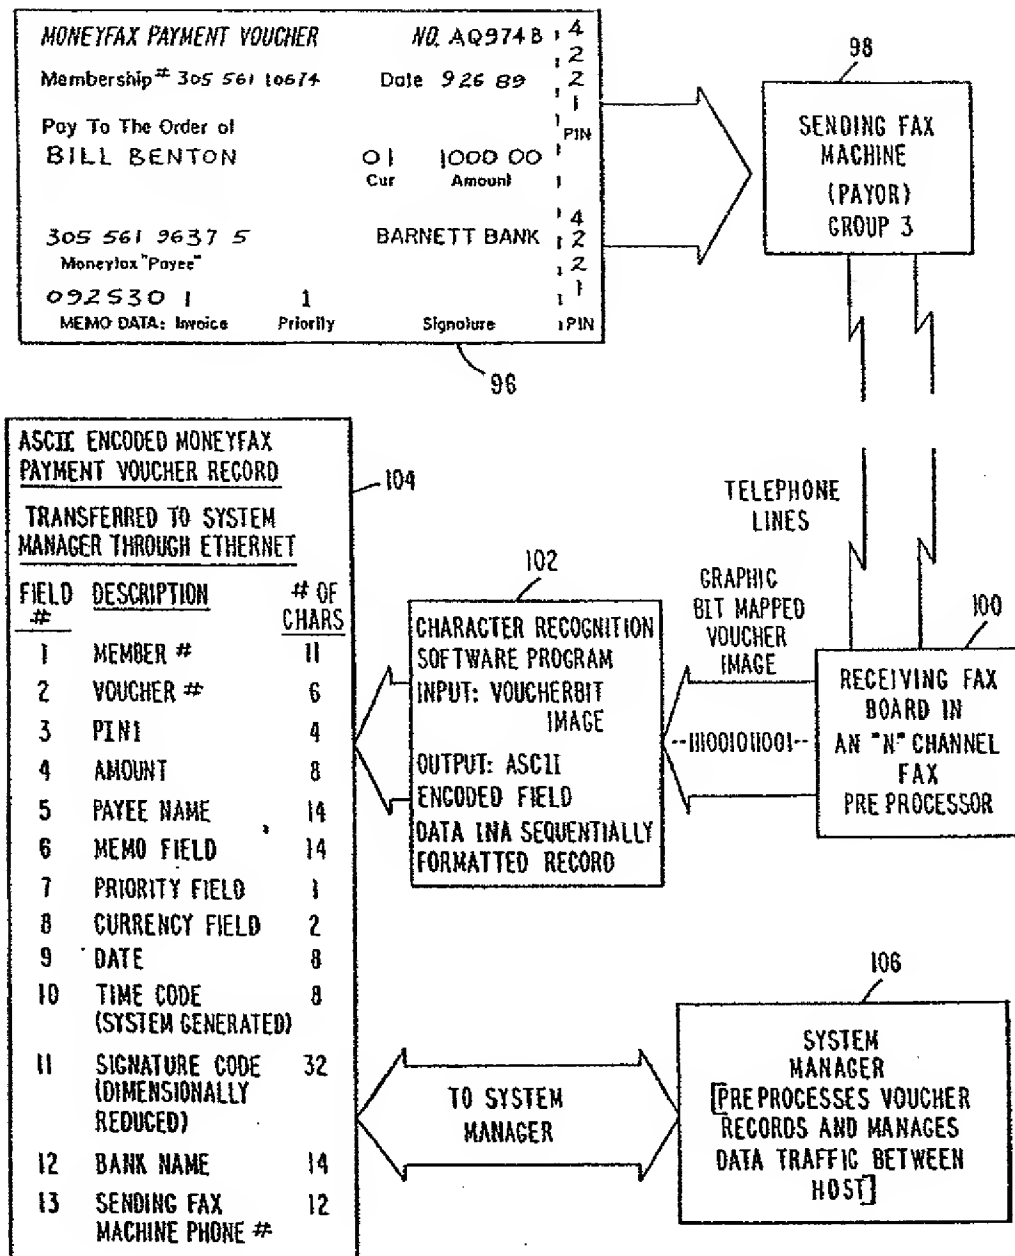 MONEYFAX PAYMENT VOUCHER NO. AQ974B
Membership# 305 561 10674 Date 9 26 89
4
2
2
1
PIN
Pay To The Order of
BILL BENTON 01 1000 00
Cur Amount
305 561 9637 5 BARNETT BANK
Moneyfax "Payee"
4
2
2
1
PIN
092530 1 1
MEMO DATA: Invoice Priority Signature
96
98
SENDING FAX
MACHINE
(PAYOR)
GROUP 3
TELEPHONE
LINES
100
RECEIVING FAX
BOARD IN
AN "N" CHANNEL
FAX
PREPROCESSOR
GRAPHIC
BIT MAPPED
VOUCHER
IMAGE
--111001011001--
102
CHARACTER RECOGNITION
SOFTWARE PROGRAM
INPUT: VOUCHERBIT
IMAGE
OUTPUT: ASCII
ENCODED FIELD
DATA INA SEQUENTIALLY
FORMATTED RECORD
104
ASCII ENCODED MONEYFAX
PAYMENT VOUCHER RECORD
TRANSFERRED TO SYSTEM
MANAGER THROUGH ETHERNET
FIELD DESCRIPTION # OF
# CHARS
1 MEMBER # 11
2 VOUCHER # 6
3 PIN1 4
4 AMOUNT 8
5 PAYEE NAME 14
6 MEMO FIELD 14
7 PRIORITY FIELD 1
8 CURRENCY FIELD 2
9 DATE 8
10 TIME CODE 8
(SYSTEM GENERATED)
11 SIGNATURE CODE 32
(DIMENSIONALLY
REDUCED)
12 BANK NAME 14
13 SENDING FAX 12
MACHINE PHONE #
TO SYSTEM
MANAGER
106
SYSTEM
MANAGER
[PREPROCESSES VOUCHER
RECORDS AND MANAGES
DATA TRAFFIC BETWEEN
HOST]